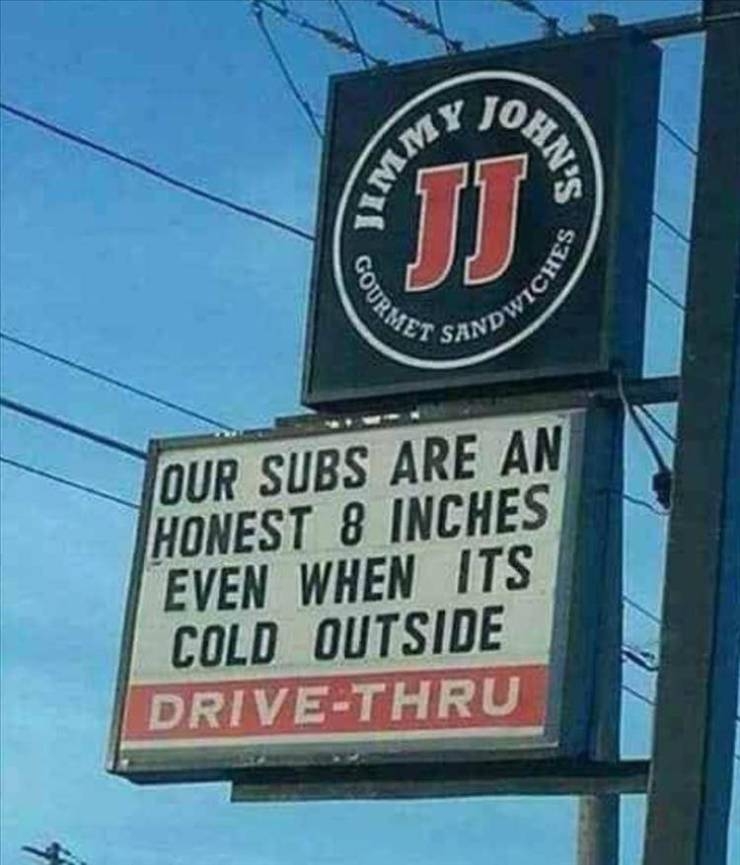 JIMMY JOHN'S
JJ
GOURMET SANDWICHES
OUR SUBS ARE AN
HONEST 8 INCHES
EVEN WHEN ITS
COLD OUTSIDE
DRIVE-THRU